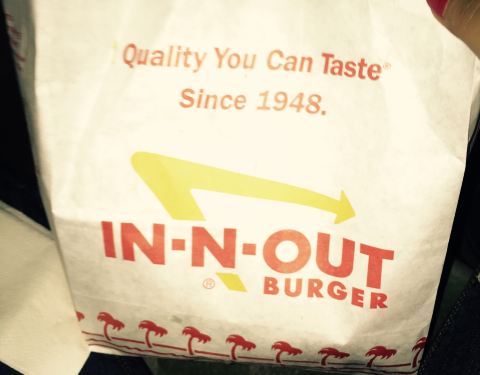 Quality You Can Taste®
Since 1948.
IN-N-OUT
® BURGER